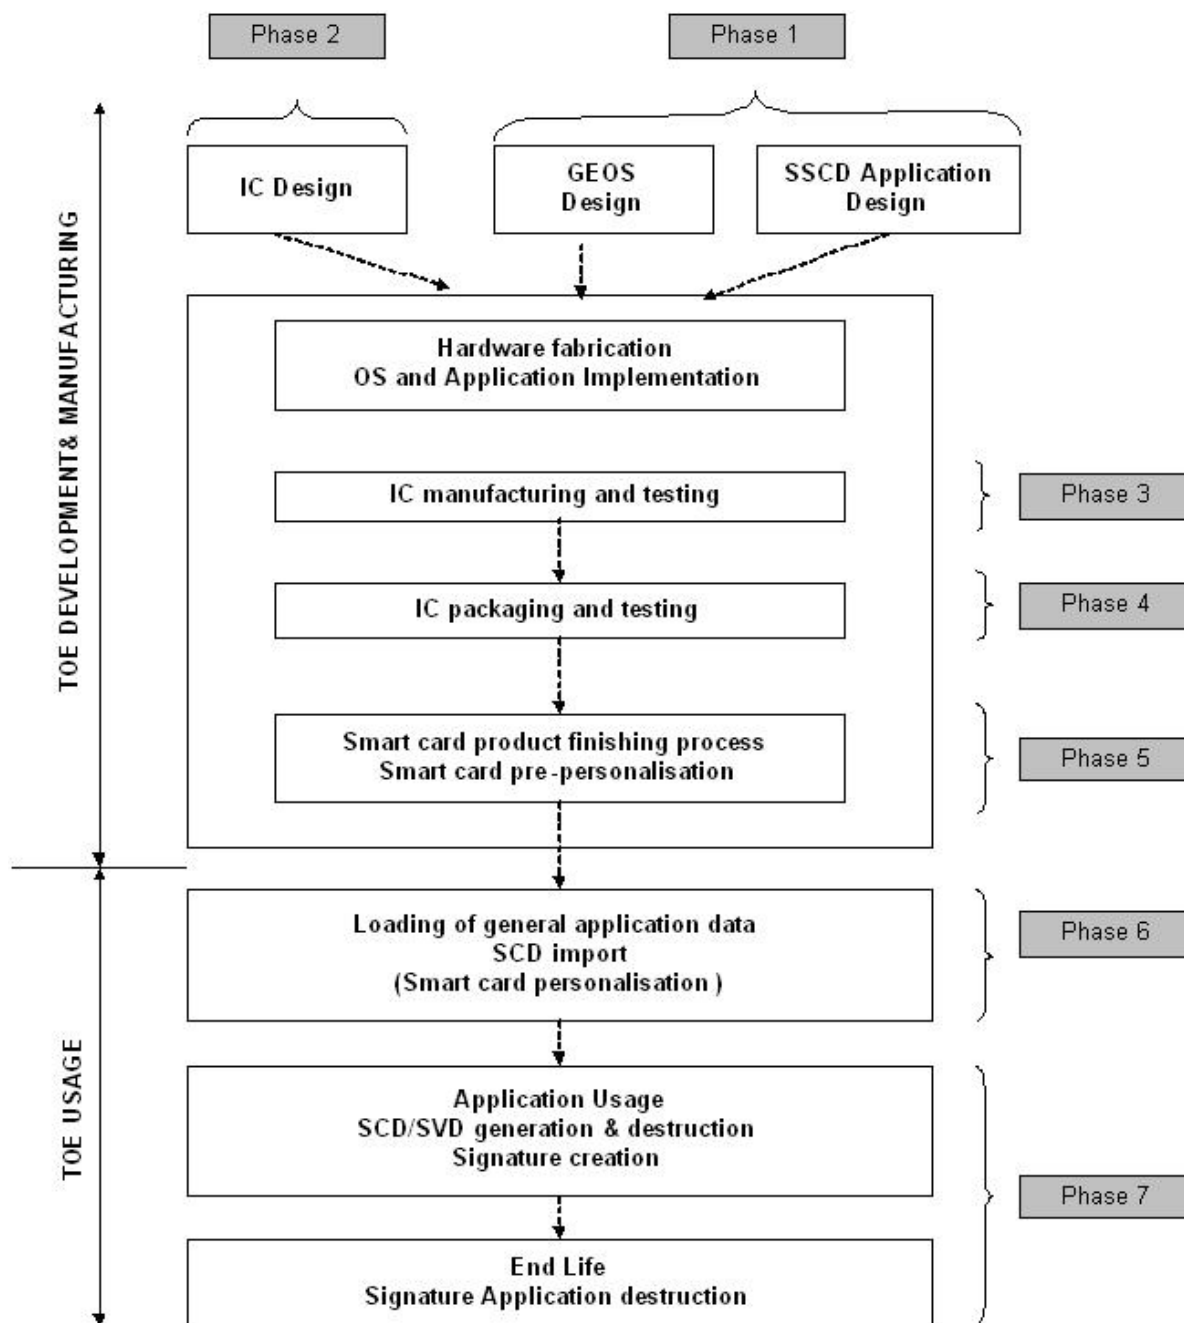 Phase 2
Phase 1
IC Design
GEOS
Design
SSCD Application
Design
TOE DEVELOPMENT& MANUFACTURING
Hardware fabrication
OS and Application Implementation
IC manufacturing and testing
Phase 3
IC packaging and testing
Phase 4
Smart card product finishing process
Smart card pre-personalisation
Phase 5
TOE USAGE
Loading of general application data
SCD import
(Smart card personalisation )
Phase 6
Application Usage
SCD/SVD generation & destruction
Signature creation
Phase 7
End Life
Signature Application destruction